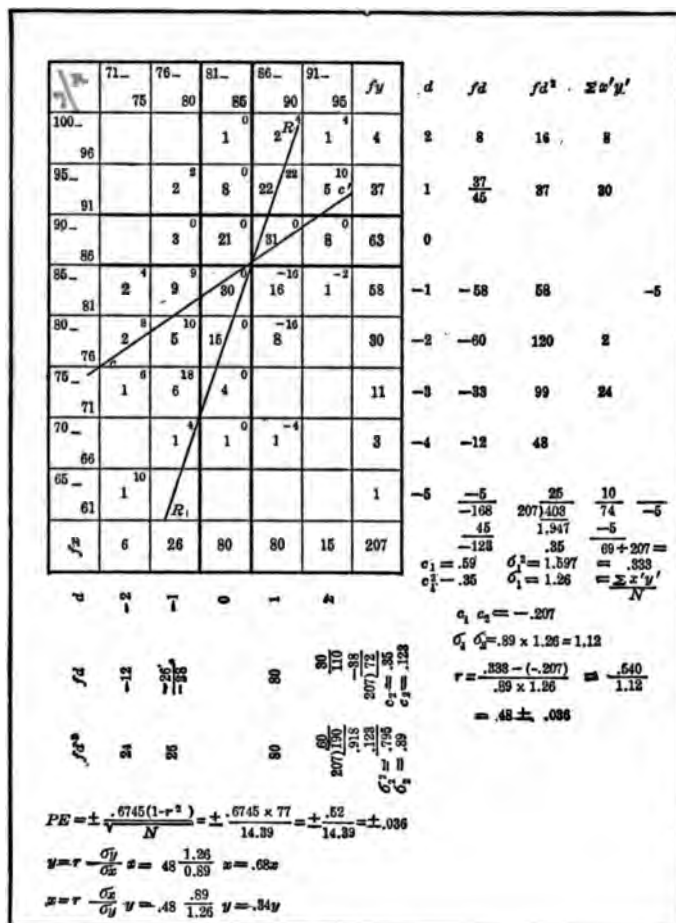 71– 76– 81– 86– 91– fy d fd fd² Σx'y'
75 80 85 90 95
100– 1 ⁰ 2 ⁴ R 1 ⁴ 4 2 8 16 8
96
95– 2 ² 8 ⁰ 22 ²² 5 ¹⁰ c' 37 1 37/45 37 30
91
90– 3 ⁰ 21 ⁰ 31 ⁰ 8 ⁰ 63 0
86
85– 2 ⁴ 9 ⁹ 30 ⁰ 16 ⁻¹⁶ 1 ⁻² 58 –1 –58 58 –5
81
80– 2 ⁸ 5 ¹⁰ 15 ⁰ 8 ⁻¹⁶ 30 –2 –60 120 2
76
75– 1 ⁶ 6 ¹⁸ 4 ⁰ 11 –3 –33 99 24
71
70– 1 ⁴ 1 ⁰ 1 ⁻⁴ 3 –4 –12 48
66
65– 1 ¹⁰ 1 –5 –5 25 10
61 R₁ –168 207)403 74 –5
45 1.947 –5
fx 6 26 80 80 15 207 –123 .35 69÷207=
c₁=.59 σ₁²=1.597 = .333
c₁²–.35 σ₁=1.26 =Σx'y'/N
d –2 –1 0 1 2
c₁ c₂=–.207
σ₁ σ₂=.89 x 1.26=1.12
fd –12 –26/–38 80 30/110
–38
207)72
c₂=.35
c₂=.123
r=.333–(–.207)/.89 x 1.26 = .540/1.12
=.48± .036
fd² 24 26 80 60
207)190
.918
.123
σ₂²=.795
σ₂=.89
PE=±.6745(1-r²)/√N=±.6745 x 77/14.39=±.52/14.39=±.036
y=r σy/σx x= 48 1.26/0.89 x=.68x
x=r σx/σy y=.48 .89/1.26 y=.34y